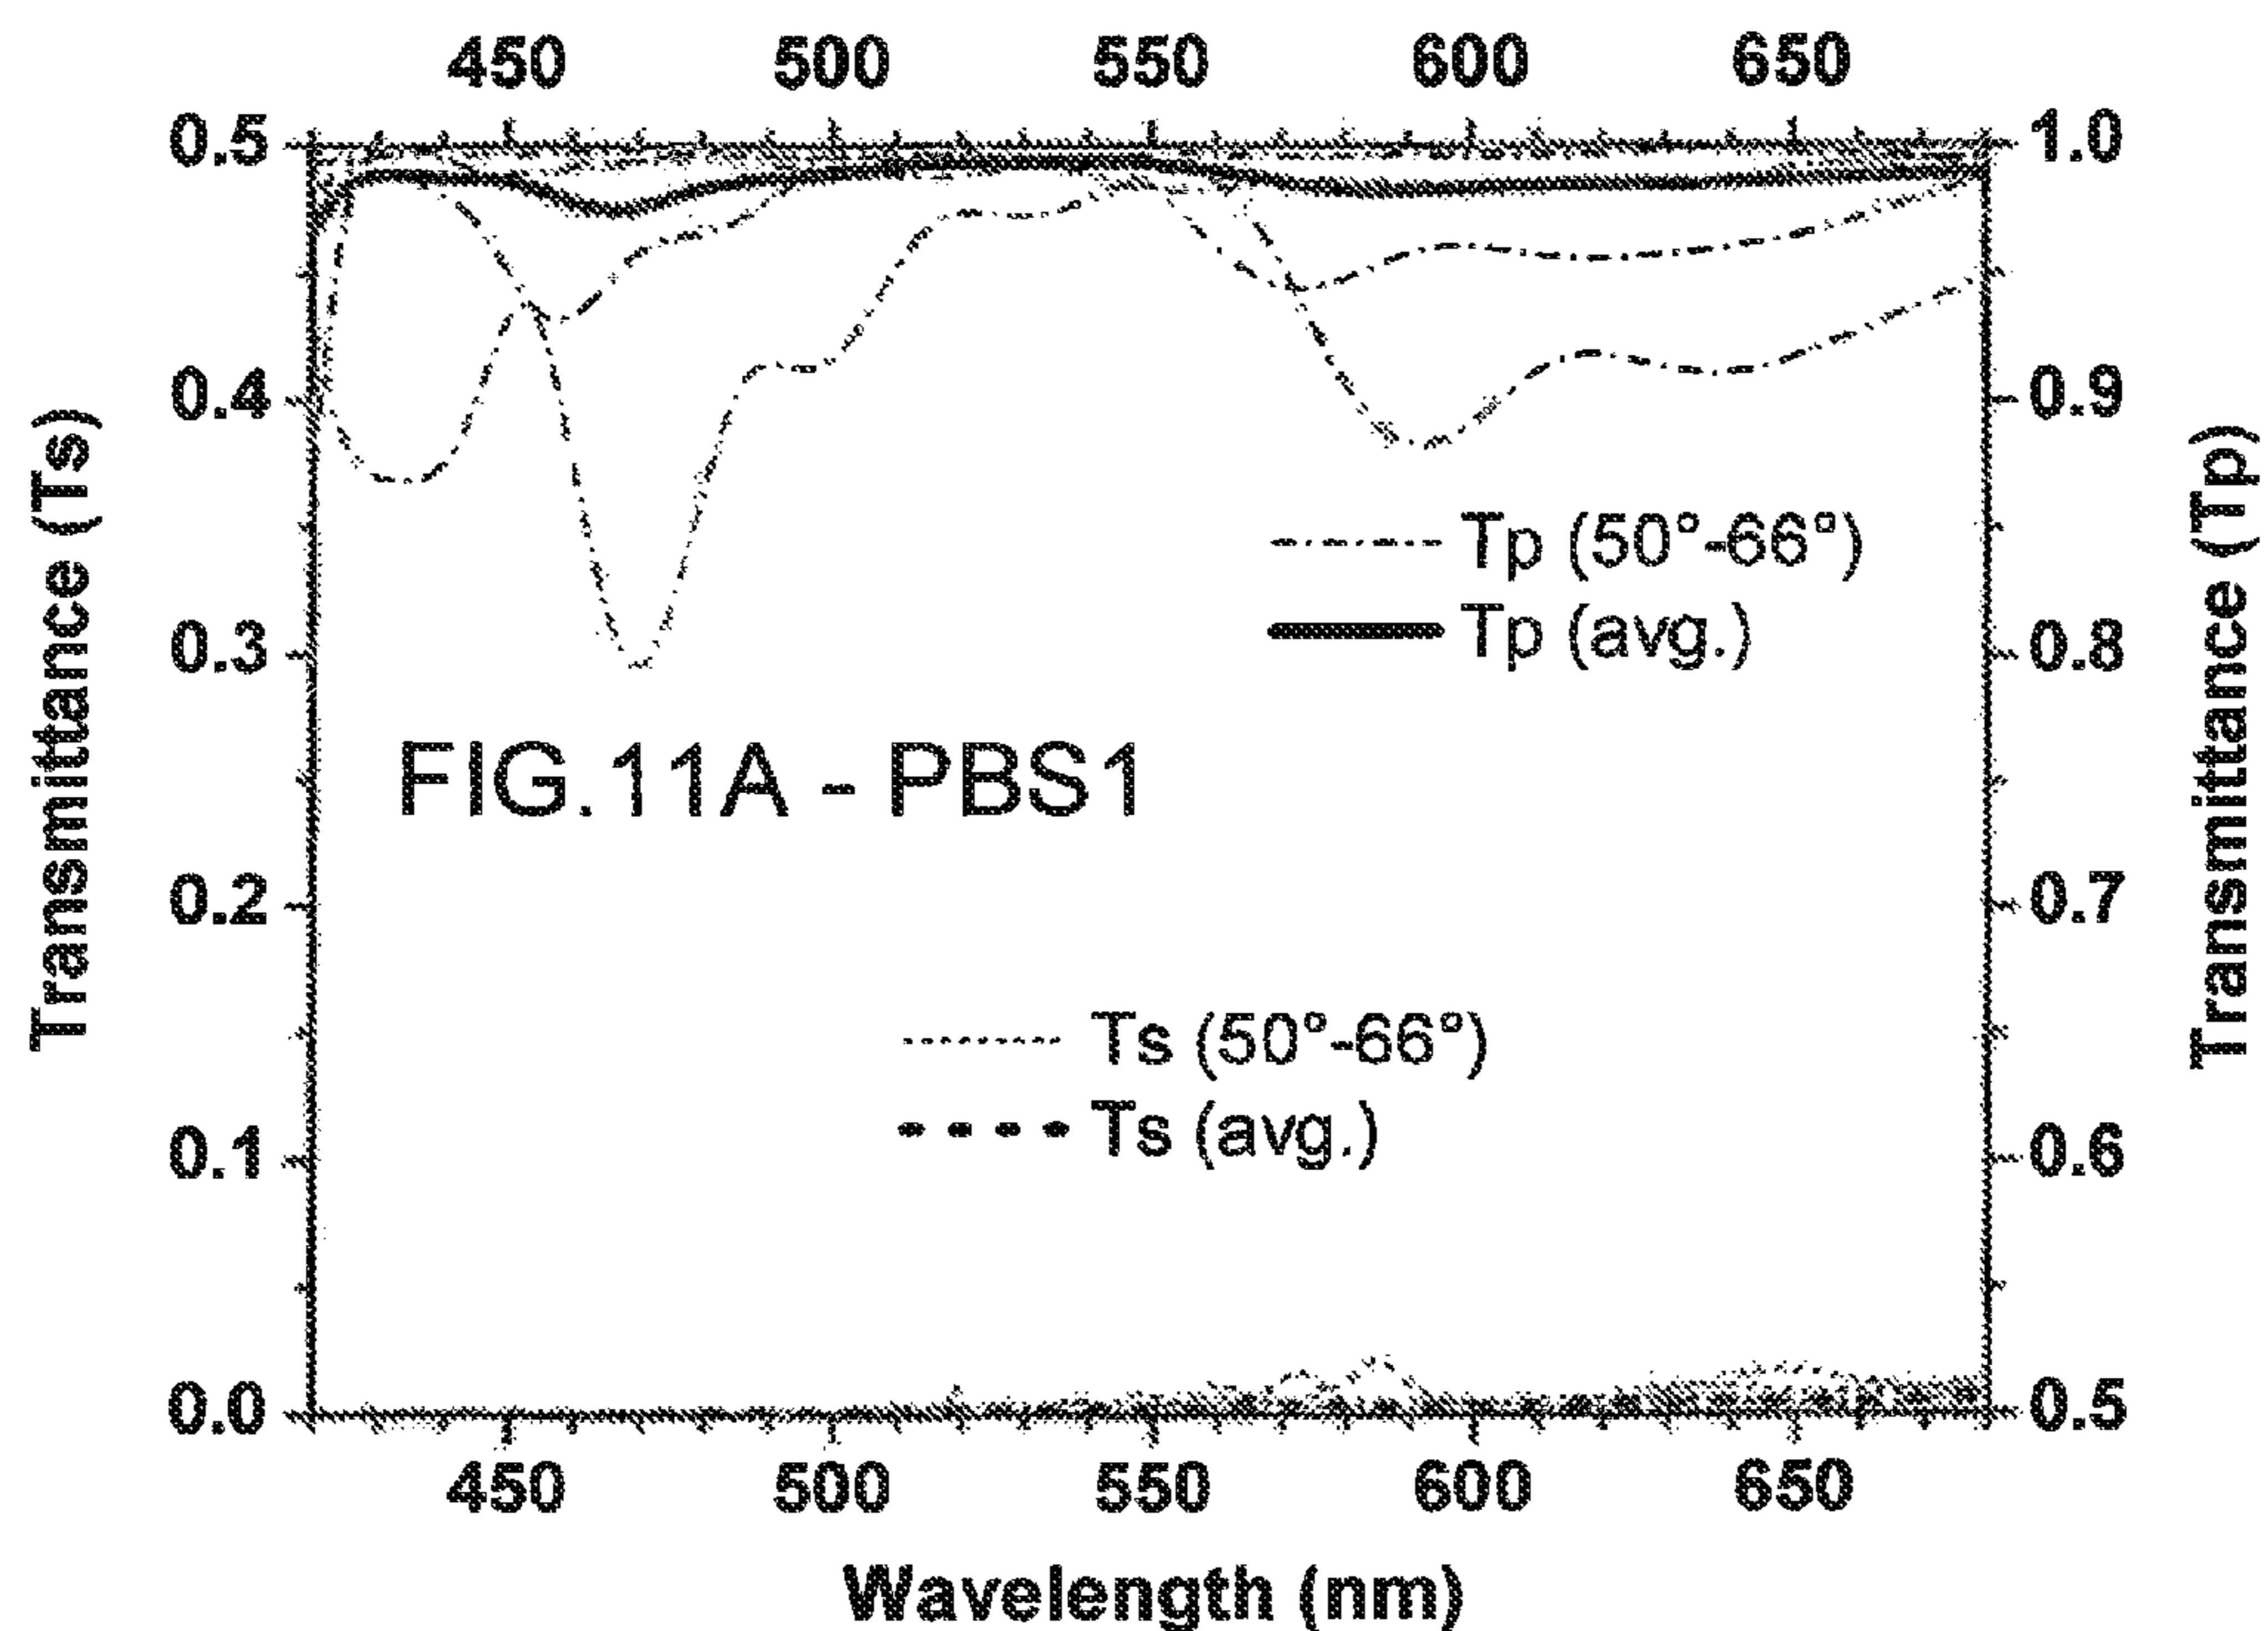 450 500 550 600 650
0.5 1.0
0.4 0.9
Transmittance (Ts)
Transmittance (Tp)
Tp (50°-66°)
Tp (avg.)
0.3 0.8
FIG.11A - PBS1
0.2 0.7
Ts (50°-66°)
Ts (avg.)
0.1 0.6
0.0 0.5
450 500 550 600 650
Wavelength (nm)